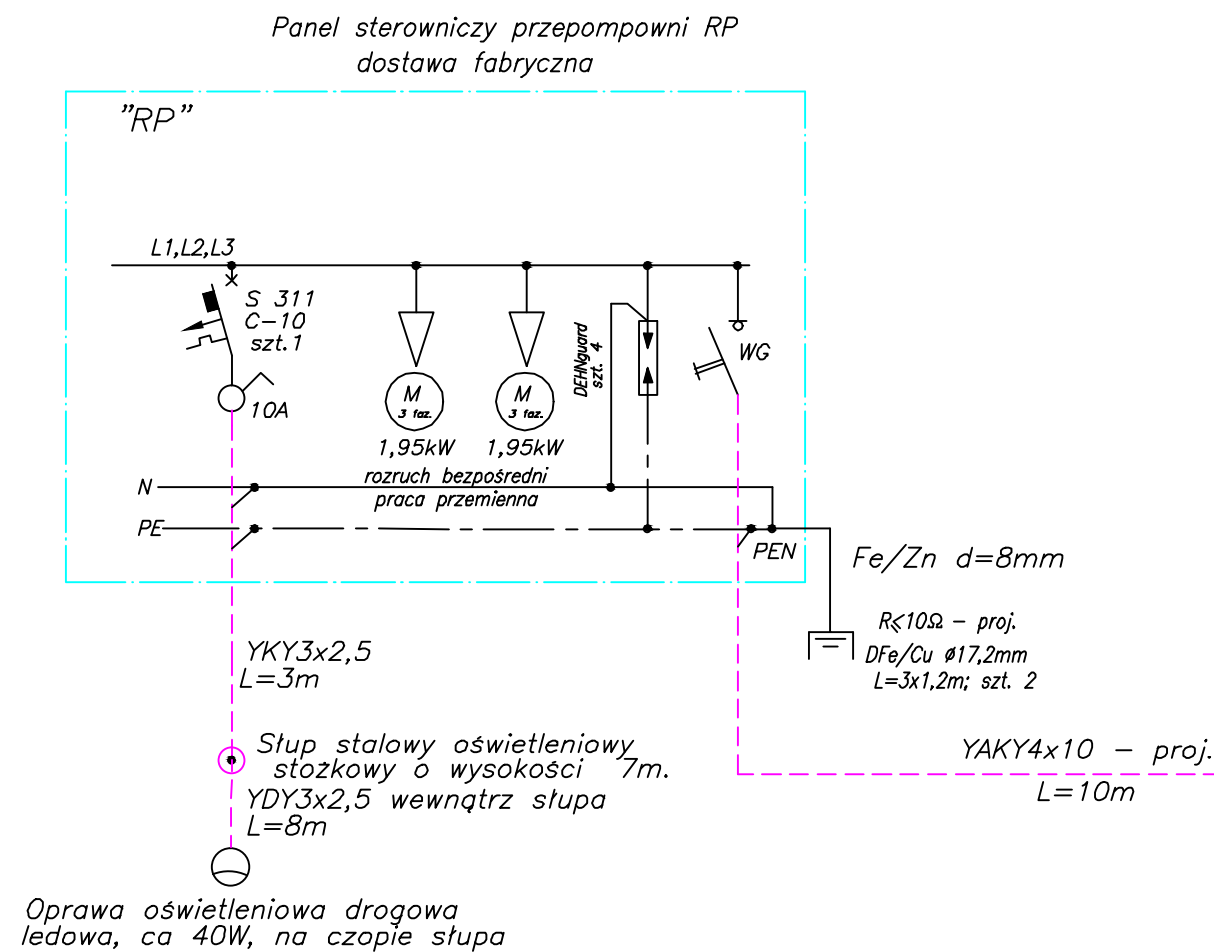 Panel sterowniczy przepompowni RP
dostawa fabryczna
"RP"
L1,L2,L3
S 311
C-10
szt.1
10A
M
3 faz.
1,95kW
M
3 faz.
1,95kW
rozruch bezpośredni
praca przemienna
DEHNguard
szt. 4
WG
N
PE
PEN
Fe/Zn d=8mm
R≤10Ω - proj.
DFe/Cu ø17,2mm
L=3x1,2m; szt. 2
YKY3x2,5
L=3m
Słup stalowy oświetleniowy
stożkowy o wysokości 7m.
YDY3x2,5 wewnątrz słupa
L=8m
YAKY4x10 - proj.
L=10m
Oprawa oświetleniowa drogowa
ledowa, ca 40W, na czopie słupa